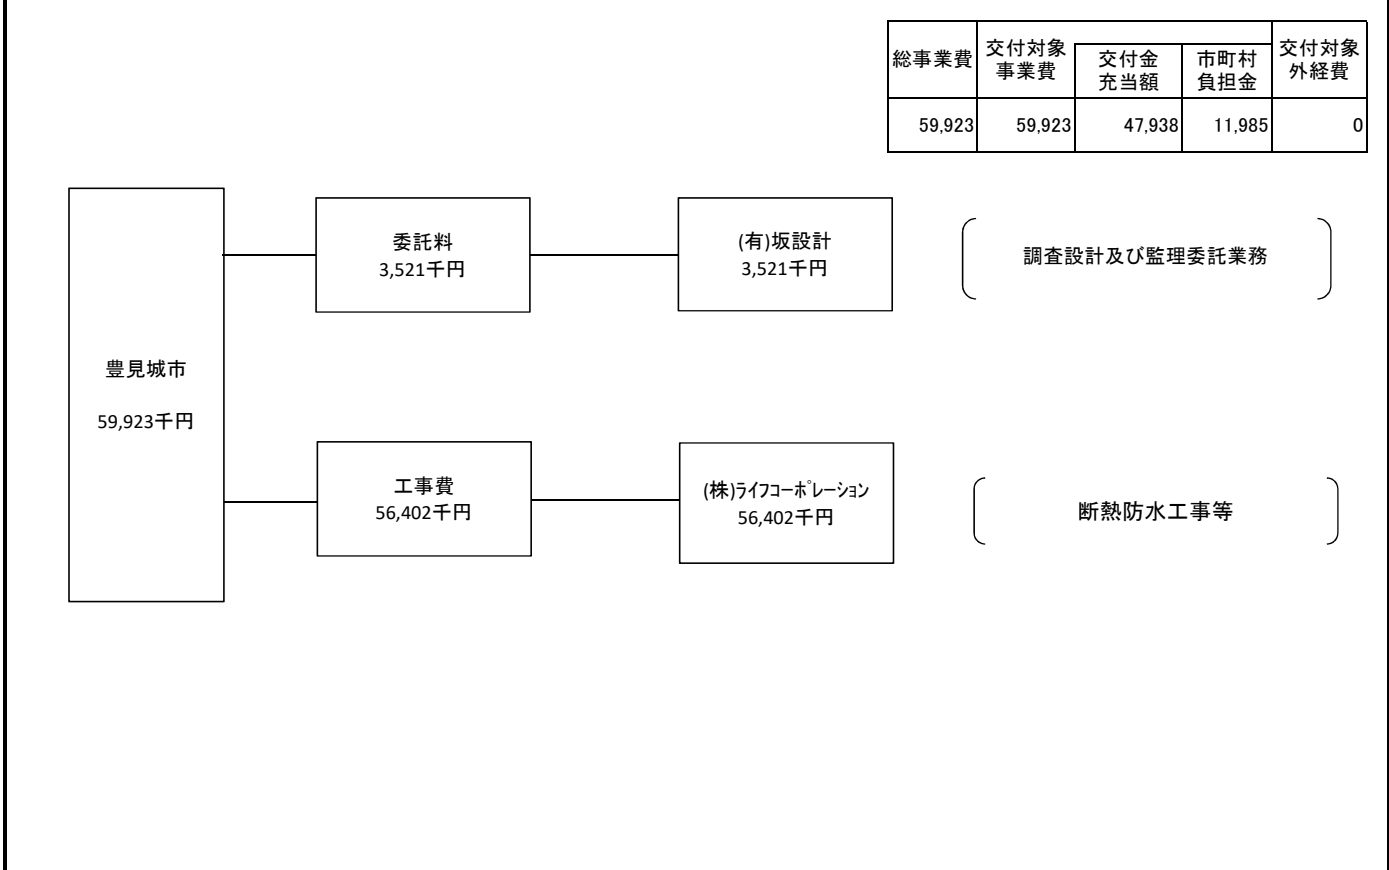 総事業費
交付対象
事業費
交付金
充当額
市町村
負担金
交付対象
外経費
59,923
59,923
47,938
11,985
0
豊見城市
59,923千円
委託料
3,521千円
(有)坂設計
3,521千円
調査設計及び監理委託業務
工事費
56,402千円
(株)ﾗｲﾌｺｰﾎﾟﾚｰｼｮﾝ
56,402千円
断熱防水工事等